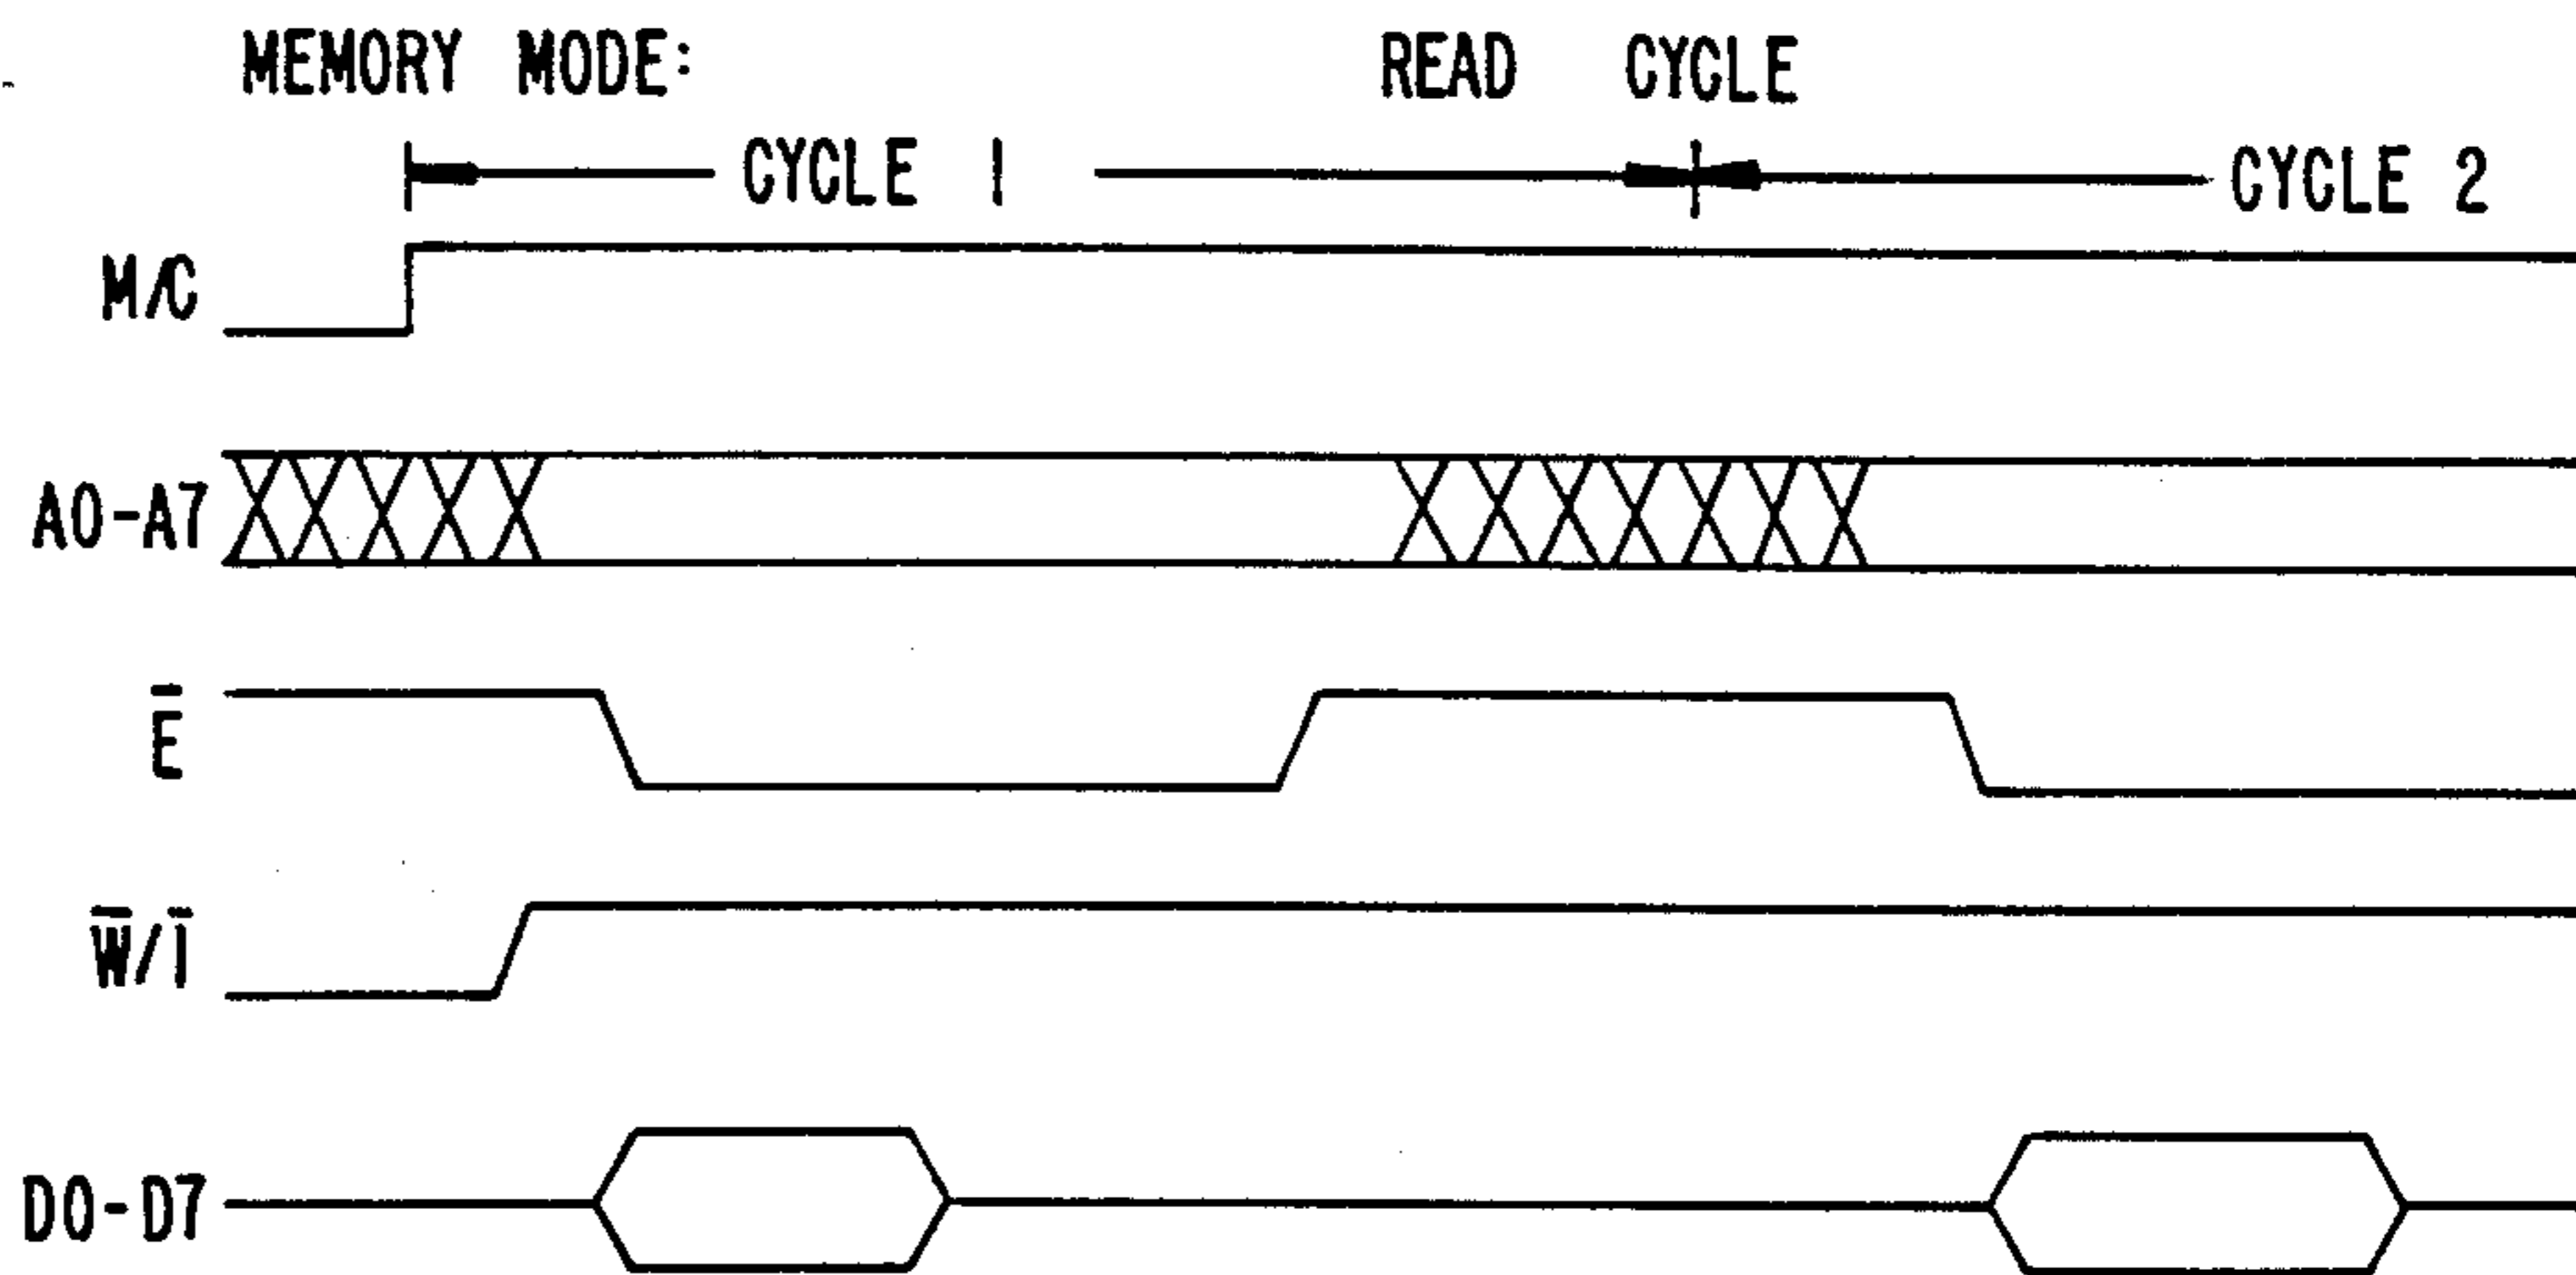 MEMORY MODE: READ CYCLE
CYCLE 1 CYCLE 2
M/C
A0-A7
E̅
W̅/I̅
D0-D7